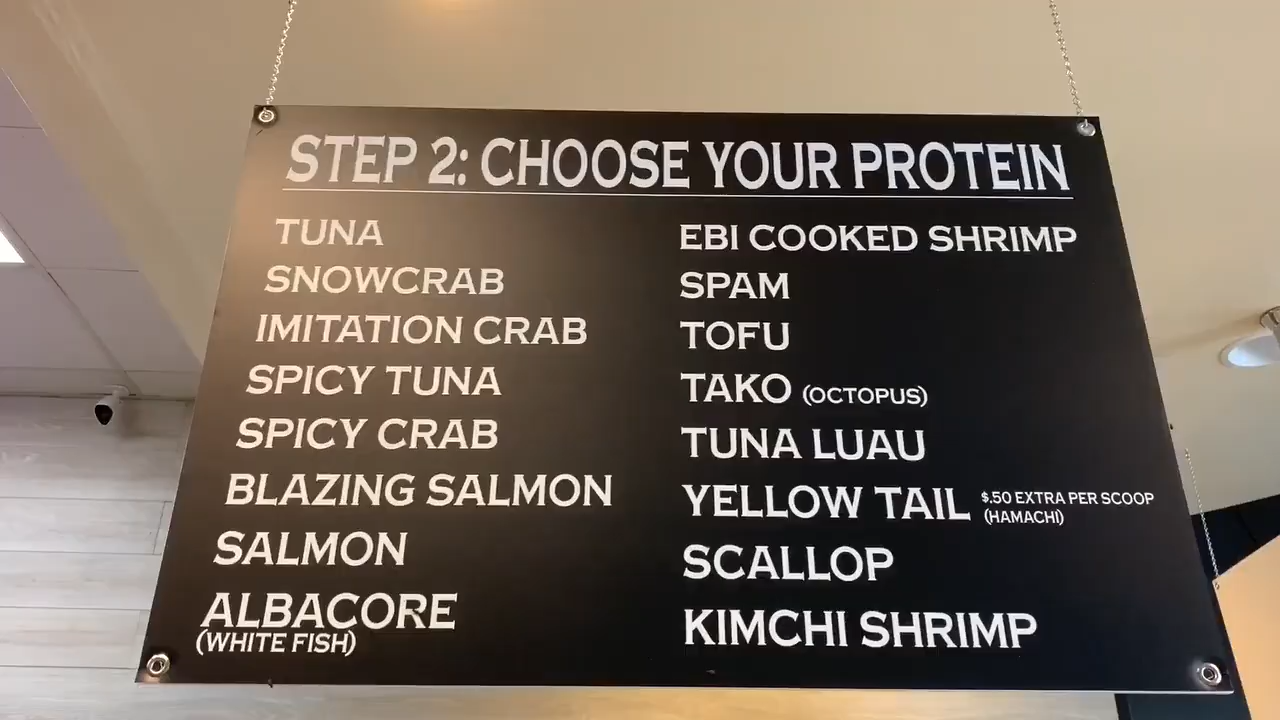 STEP 2: CHOOSE YOUR PROTEIN
TUNA
SNOWCRAB
IMITATION CRAB
SPICY TUNA
SPICY CRAB
BLAZING SALMON
SALMON
ALBACORE
(WHITE FISH)
EBI COOKED SHRIMP
SPAM
TOFU
TAKO (OCTOPUS)
TUNA LUAU
YELLOW TAIL $.50 EXTRA PER SCOOP
(HAMACHI)
SCALLOP
KIMCHI SHRIMP